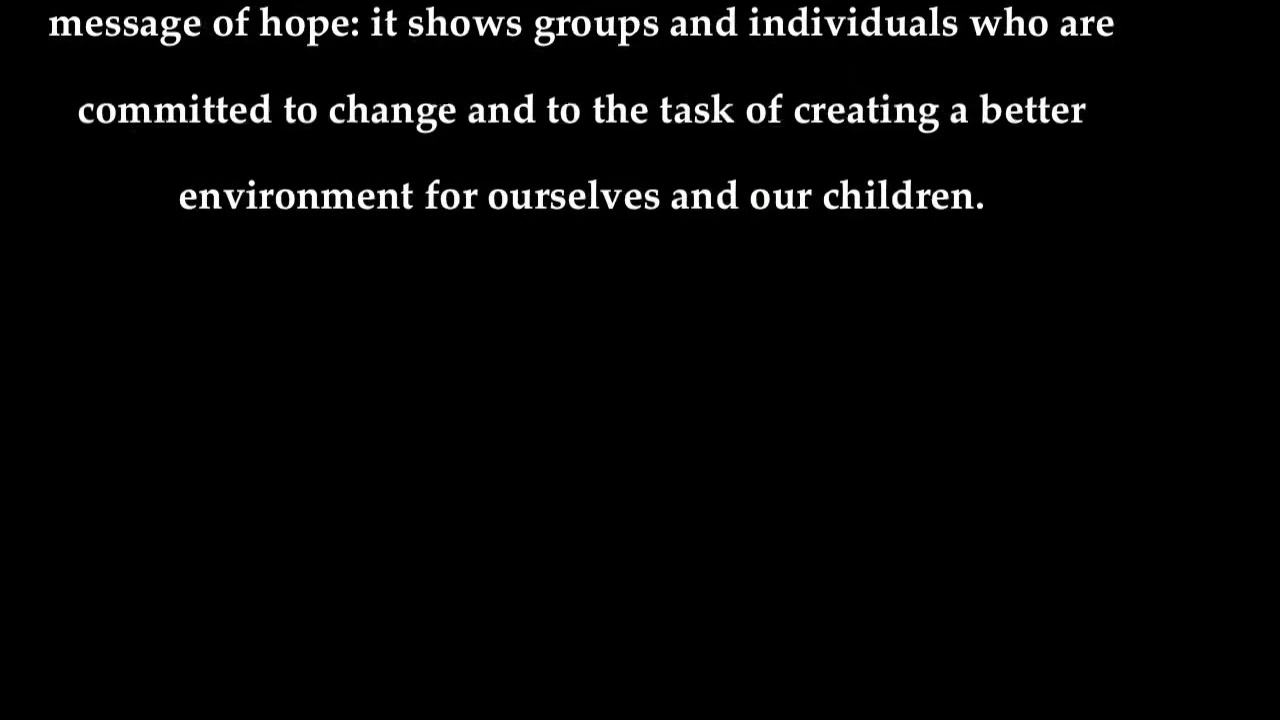 message of hope: it shows groups and individuals who are
committed to change and to the task of creating a better
environment for ourselves and our children.